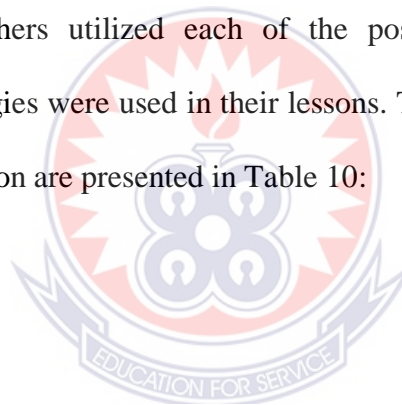 hers utilized each of the pos
gies were used in their lessons. T
on are presented in Table 10:
EDUCATION FOR SERVICE